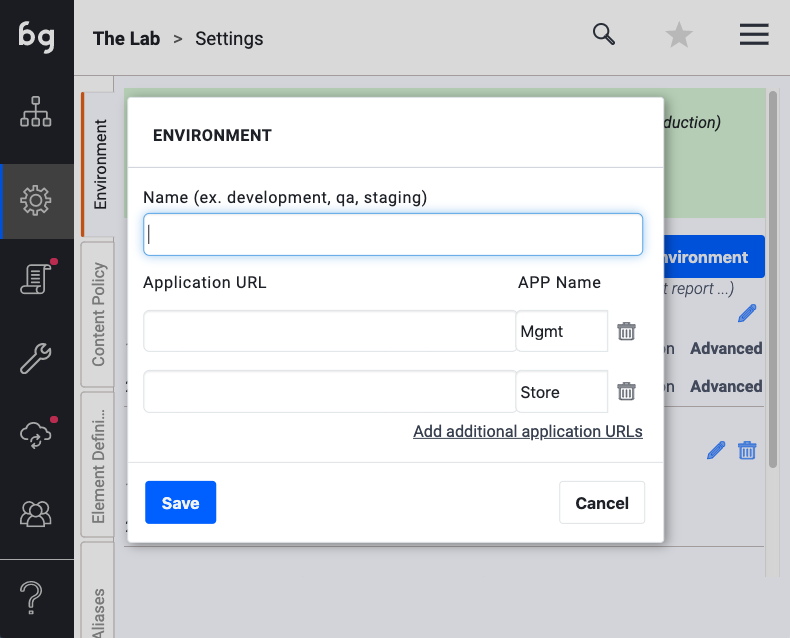 bg
The Lab > Settings
Environment
Content Policy
Element Defini...
Aliases
duction)
nvironment
t report ...)
n Advanced
n Advanced
ENVIRONMENT
Name (ex. development, qa, staging)
Application URL APP Name
Mgmt
Store
Add additional application URLs
Save Cancel